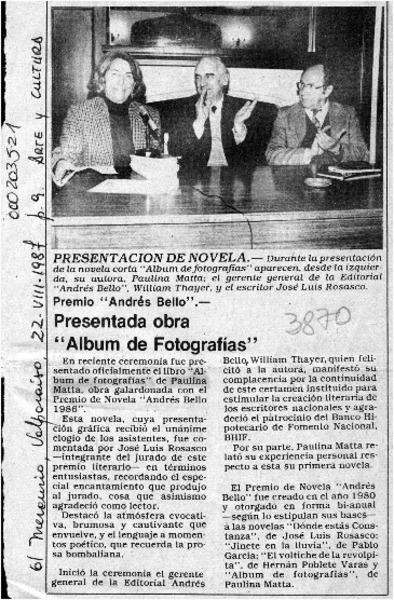 000203521
El Mercurio, Valparaíso, 22-VIII-1987 p. 9. Arte y Cultura
PRESENTACION DE NOVELA.— Durante la presentación
de la novela corta "Album de fotografías" aparecen, desde la izquier-
da, su autora, Paulina Matta; el gerente general de la Editorial
"Andrés Bello", William Thayer, y el escritor José Luis Rosasco.
Premio "Andrés Bello".—
Presentada obra
"Album de Fotografías"
3870
En reciente ceremonia fue pre-
sentado oficialmente el libro "Al-
bum de fotografías" de Paulina
Matta, obra galardonada con el
Premio de Novela "Andrés Bello
1986".
Esta novela, cuya presenta-
ción gráfica recibió el unánime
elogio de los asistentes, fue co-
mentada por José Luis Rosasco
—integrante del jurado de este
premio literario— en términos
entusiastas, recordando el espe-
cial encantamiento que produjo
al jurado, cosa que asimismo
agradeció como lector.
Destacó la atmósfera evocati-
va, brumosa y cautivante que
envuelve, y el lenguaje a momen-
tos poético, que recuerda la pro-
sa bombaliana.
Inició la ceremonia el gerente
general de la Editorial Andrés
Bello, William Thayer, quien felici-
tó a la autora, manifestó su
complacencia por la continuidad
de este certamen instituido para
estimular la creación literaria de
los escritores nacionales y agra-
deció el patrocinio del Banco Hi-
potecario de Fomento Nacional,
BHIF.
Por su parte, Paulina Matta re-
lató su experiencia personal res-
pecto a esta su primera novela.
El Premio de Novela "Andrés
Bello" fue creado en el año 1980
y otorgado en forma bi-anual
—según lo estipulan sus bases—
a las novelas "Dónde estás Cons-
tanza", de José Luis Rosasco;
"Jinete en la lluvia", de Pablo
García; "El voltiche de la revolpi-
ta", de Hernán Poblete Varas y
"Album de fotografías", de
Paulina Matta.